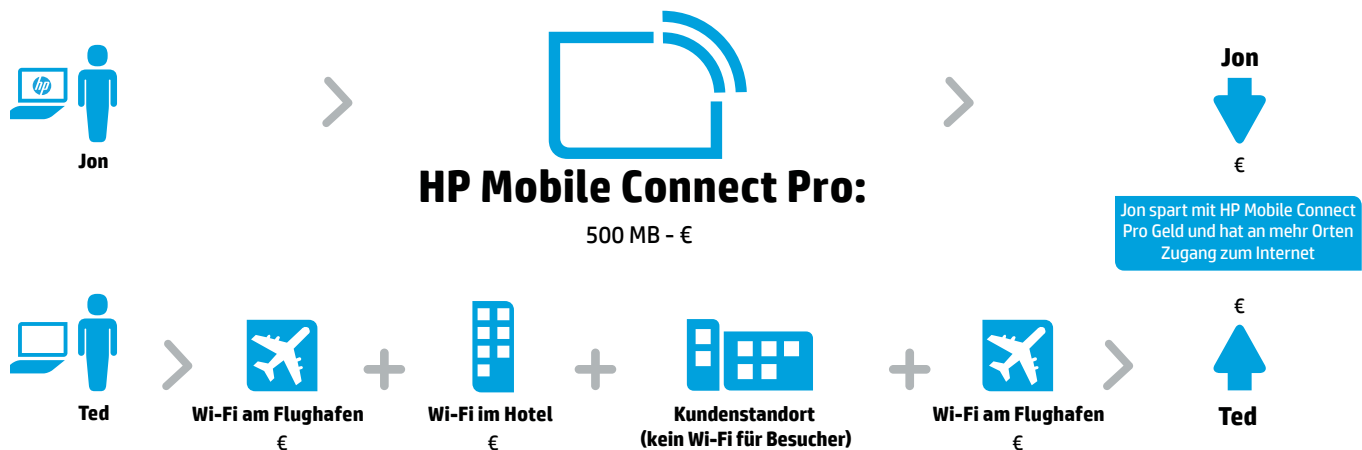 hp
Jon
HP Mobile Connect Pro:
500 MB - €
Jon
€
Jon spart mit HP Mobile Connect
Pro Geld und hat an mehr Orten
Zugang zum Internet
€
Ted
Ted
Wi-Fi am Flughafen
€
Wi-Fi im Hotel
€
Kundenstandort
(kein Wi-Fi für Besucher)
Wi-Fi am Flughafen
€